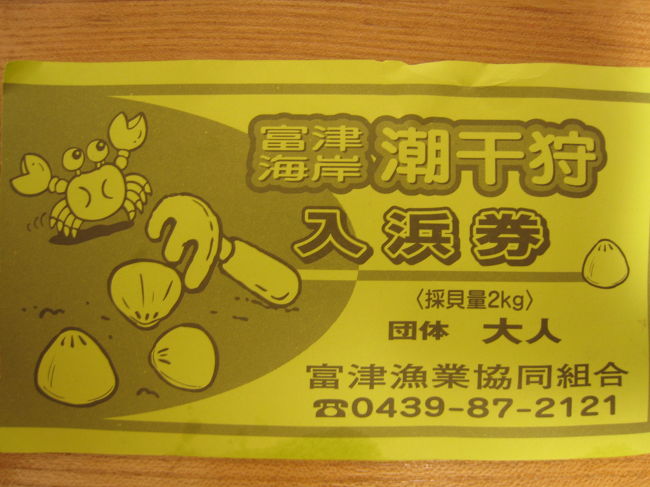 富津
海岸
潮干狩
入浜券
〈採貝量2kg〉
団体 大人
富津漁業協同組合
☎0439-87-2121